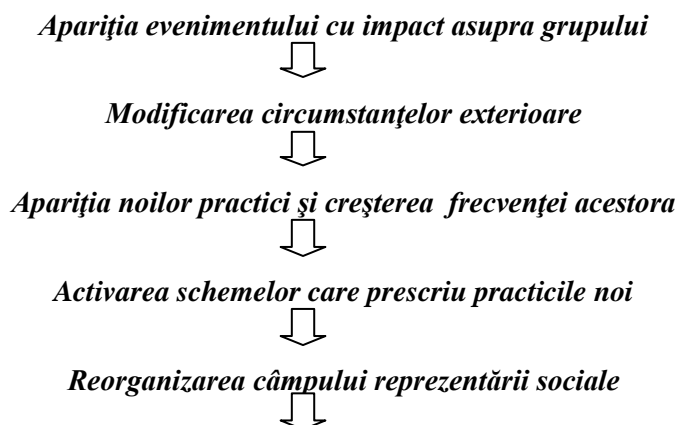 Apariţia evenimentului cu impact asupra grupului
Modificarea circumstanţelor exterioare
Apariţia noilor practici şi creşterea frecvenţei acestora
Activarea schemelor care prescriu practicile noi
Reorganizarea câmpului reprezentării sociale